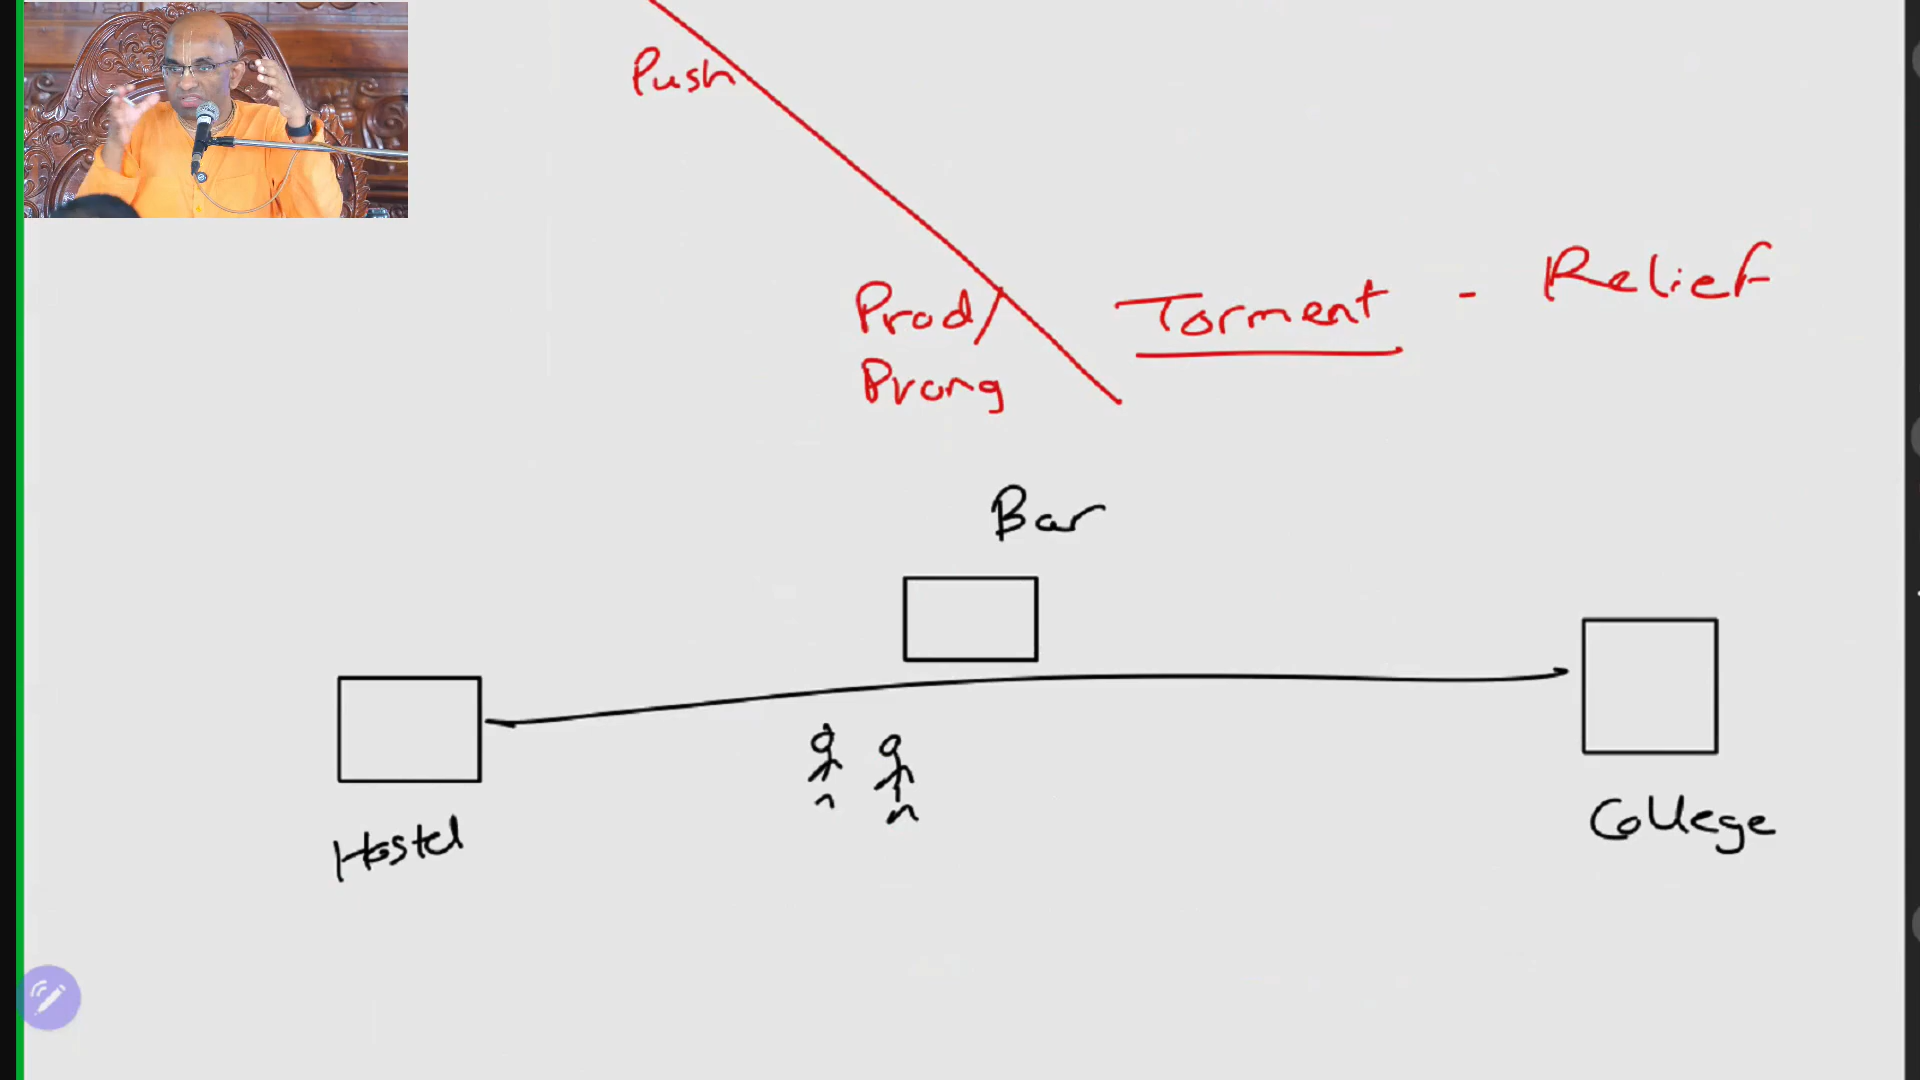 Push
Prod/ Torment - Relief
Prong
Bar
Hostel
College